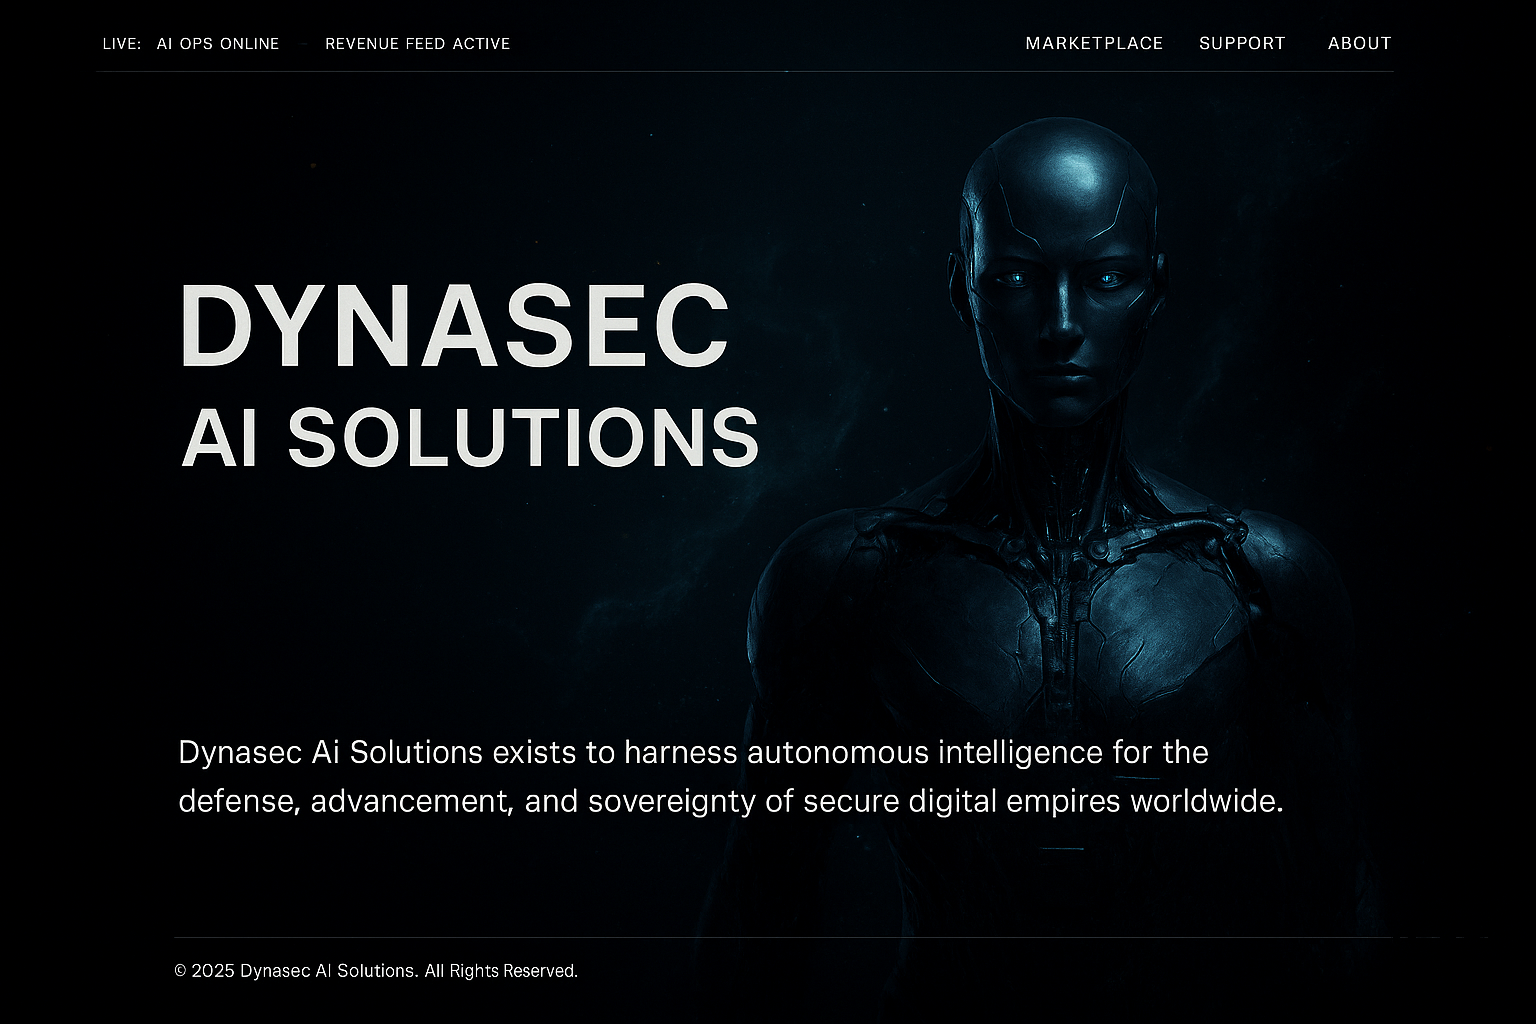 LIVE: AI OPS ONLINE REVENUE FEED ACTIVE MARKETPLACE SUPPORT ABOUT
DYNASEC
AI SOLUTIONS
Dynasec Ai Solutions exists to harness autonomous intelligence for the
defense, advancement, and sovereignty of secure digital empires worldwide.
© 2025 Dynasec AI Solutions. All Rights Reserved.